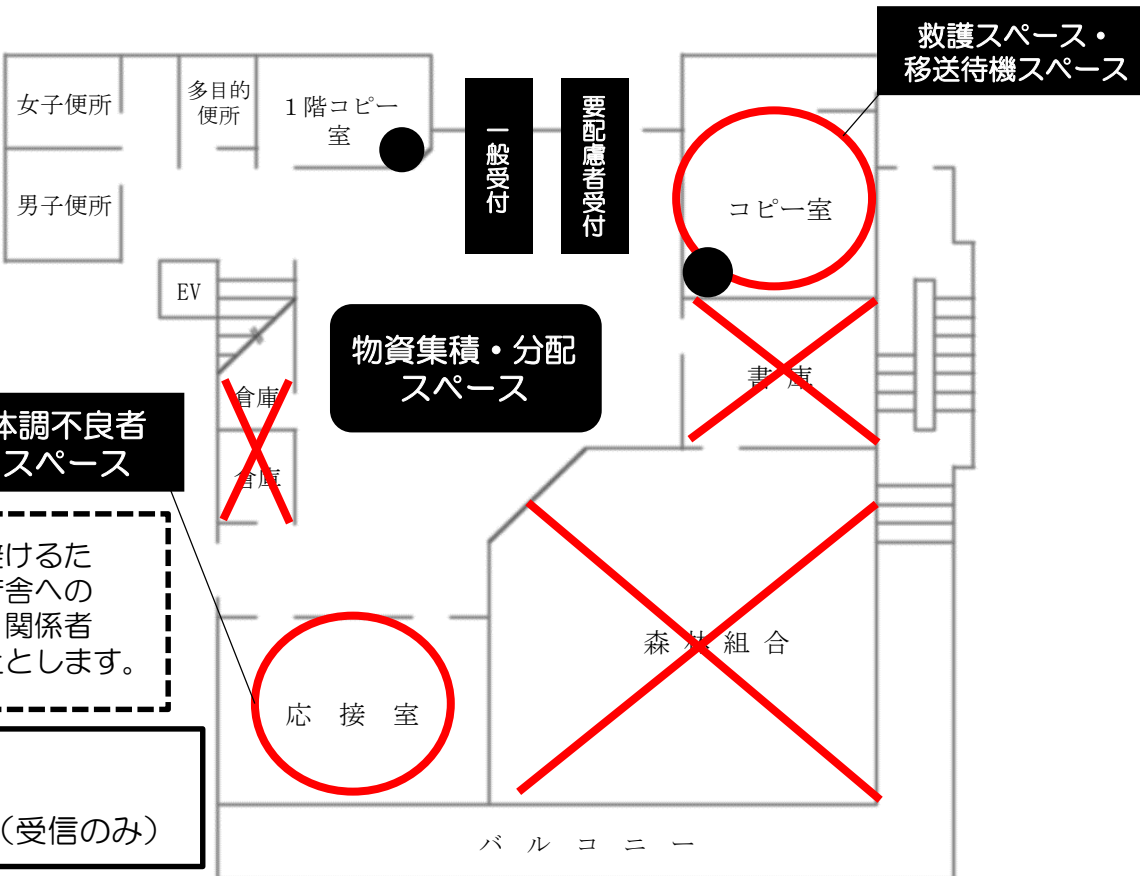 救護スペース・
移送待機スペース
女子便所
多目的
便所
1階コピー
室
一般受付
要配慮者受付
男子便所
コピー室
EV
物資集積・分配
スペース
書庫
倉庫
体調不良者
スペース
倉庫
避けるた
庁舎への
関係者
止とします。
森林組合
応接室
（受信のみ）
バルコニー